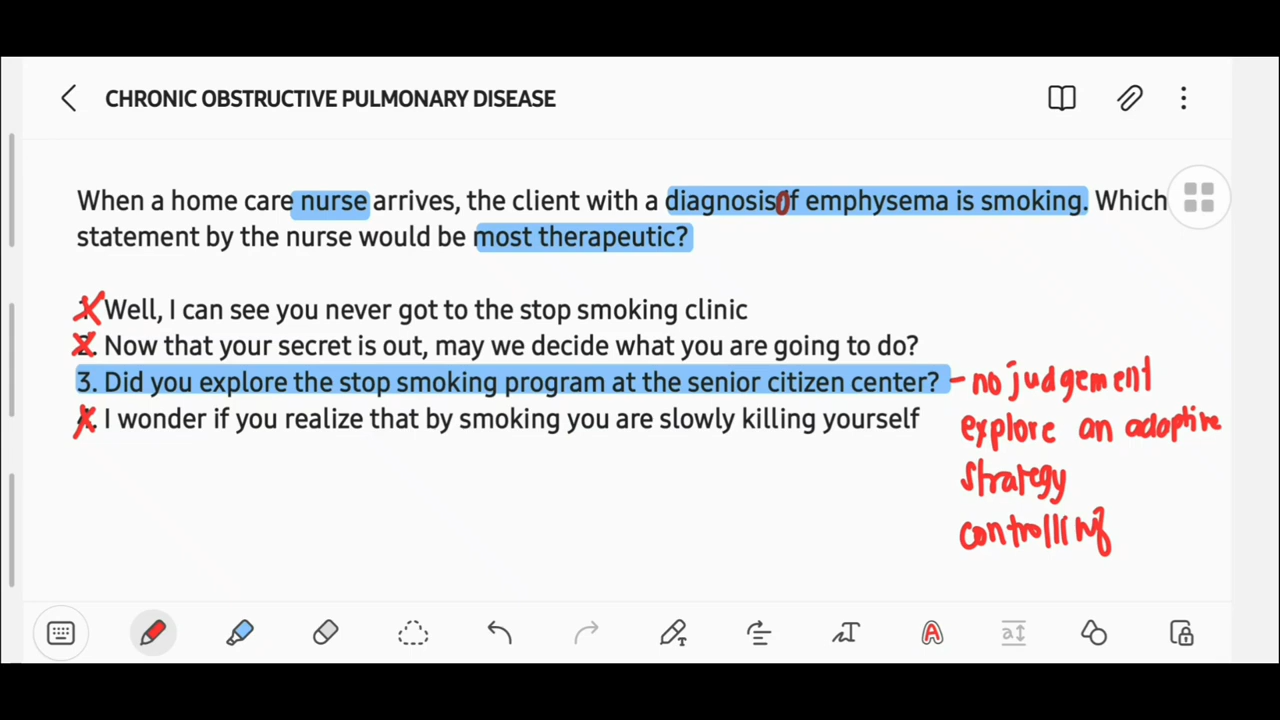 CHRONIC OBSTRUCTIVE PULMONARY DISEASE
When a home care nurse arrives, the client with a diagnosis of emphysema is smoking. Which
statement by the nurse would be most therapeutic?
1. Well, I can see you never got to the stop smoking clinic
2. Now that your secret is out, may we decide what you are going to do?
3. Did you explore the stop smoking program at the senior citizen center?
4. I wonder if you realize that by smoking you are slowly killing yourself
- no judgement
explore an adaptive
strategy
controlling